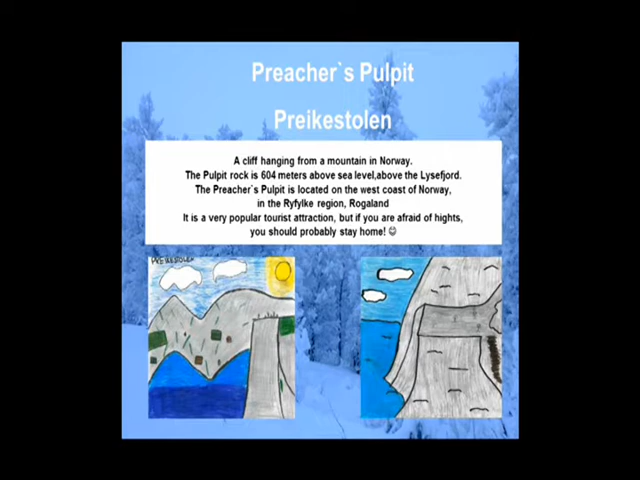 Preacher`s Pulpit
Preikestolen
A cliff hanging from a mountain in Norway.
The Pulpit rock is 604 meters above sea level,above the Lysefjord.
The Preacher`s Pulpit is located on the west coast of Norway,
in the Ryfylke region, Rogaland
It is a very popular tourist attraction, but if you are afraid of hights,
you should probably stay home! ☺
PREIKESTOLEN